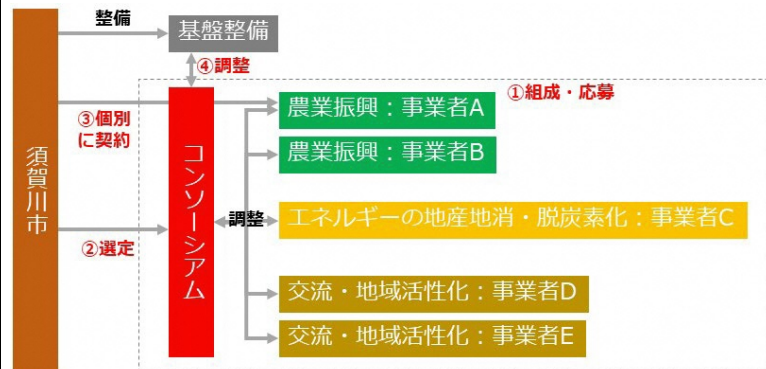 整備
基盤整備
④調整
①組成・応募
農業振興：事業者A
③個別
に契約
農業振興：事業者B
須賀川市
コンソーシアム
調整
エネルギーの地産地消・脱炭素化：事業者C
②選定
交流・地域活性化：事業者D
交流・地域活性化：事業者E